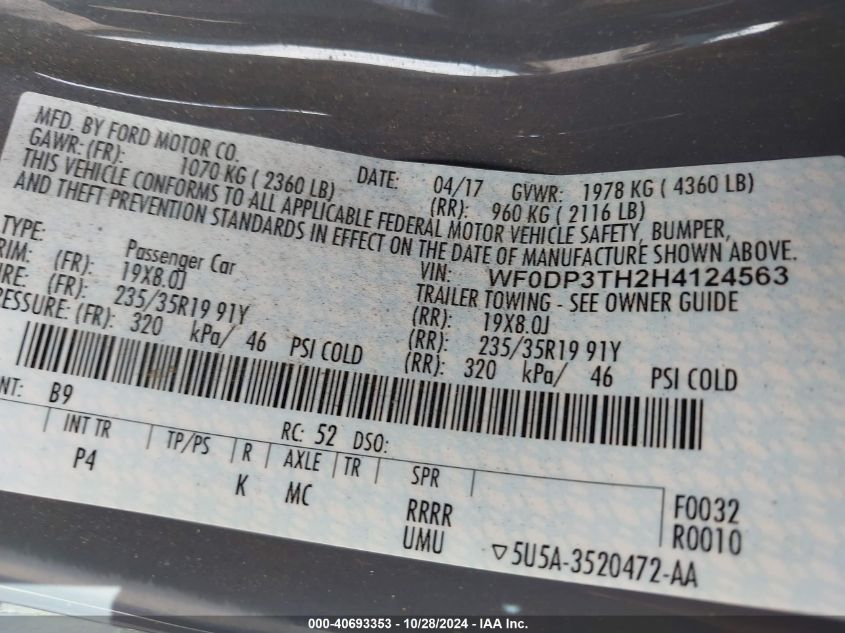 MFD. BY FORD MOTOR CO.
DATE: 04/17 GVWR: 1978 KG ( 4360 LB)
GAWR: (FR): 1070 KG ( 2360 LB) (RR): 960 KG ( 2116 LB)
THIS VEHICLE CONFORMS TO ALL APPLICABLE FEDERAL MOTOR VEHICLE SAFETY, BUMPER,
AND THEFT PREVENTION STANDARDS IN EFFECT ON THE DATE OF MANUFACTURE SHOWN ABOVE.
VIN: WF0DP3TH2H4124563
TYPE: Passenger Car TRAILER TOWING - SEE OWNER GUIDE
RIM: (FR): 19X8.0J (RR): 19X8.0J
IRE: (FR): 235/35R19 91Y (RR): 235/35R19 91Y
RESSURE: (FR): 320 kPa/ 46 PSI COLD (RR): 320 kPa/ 46 PSI COLD
NT: B9 RC: 52 DSO:
INT TR TP/PS R AXLE TR SPR
P4 K MC RRRR F0032
UMU R0010
5U5A-3520472-AA
000-40693353 - 10/28/2024 - IAAI Inc.